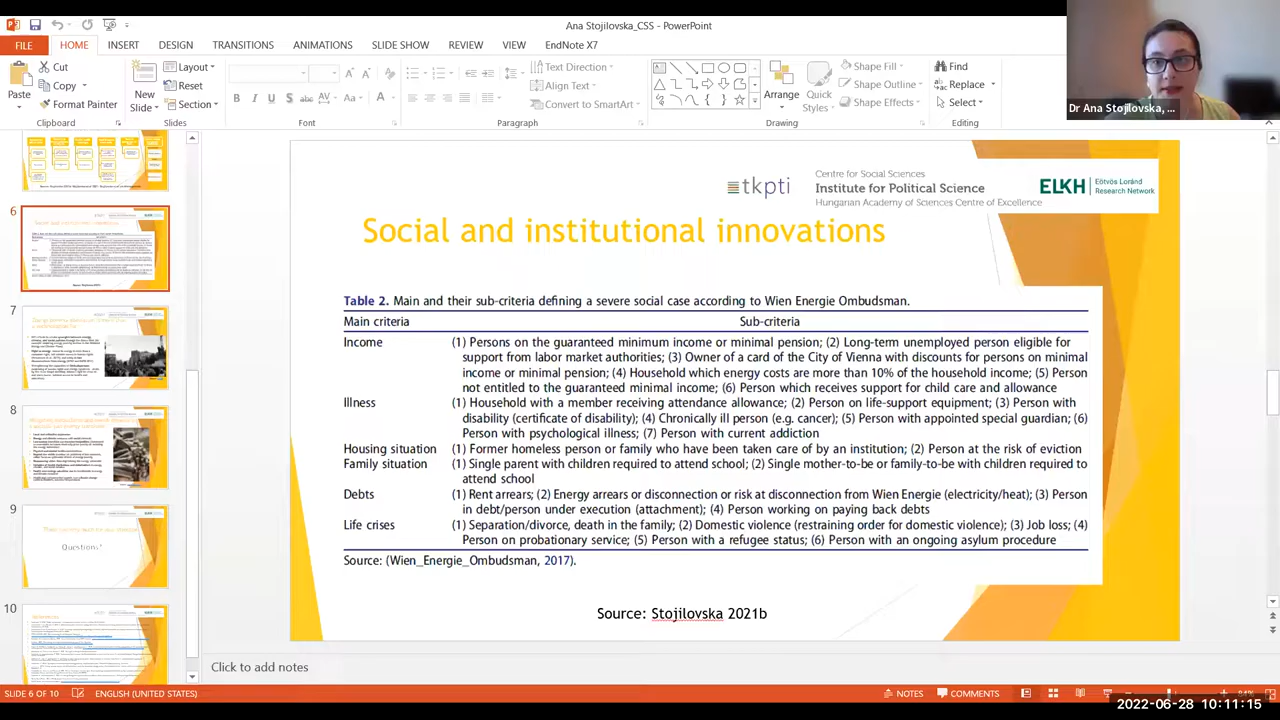 Ana Stojilovska_CSS - PowerPoint
FILE HOME INSERT DESIGN TRANSITIONS ANIMATIONS SLIDE SHOW REVIEW VIEW EndNote X7
Paste
Cut
Copy
Format Painter
Clipboard
New Slide
Layout
Reset
Section
Slides
Font
Text Direction
Align Text
Convert to SmartArt
Paragraph
Arrange
Quick Styles
Shape Fill
Shape Outline
Shape Effects
Drawing
Find
Replace
Select
Editing
Dr Ana Stojilovska, ...
6
7
8
9
Questions?
10
tkpti
Centre for Social Sciences
Institute for Political Science
Hungarian Academy of Sciences Centre of Excellence
ELKH Eötvös Loránd Research Network
Social and institutional innovations
Table 2. Main and their sub-criteria defining a severe social case according to Wien Energie Ombudsman.
Main criteria Sub-criteria
Income (1) Persons on the guaranteed minimum income or minimum pension; (2) Long-term unemployed person eligible for
support from labor market authorities; (3) Owner of a card of the City of Vienna with discounts for persons on minimal
income or minimal pension; (4) Household which energy costs are more than 10% of the household income; (5) Person
not entitled to the guaranteed minimal income; (6) Person which receives support for child care and allowance
Illness (1) Household with a member receiving attendance allowance; (2) Person on life-support equipment; (3) Person with
disability (certificate of disability); (4) Chronically ill person (e.g. cancer); (5) Person with appointed special guardian; (6)
Person with psychological illness; (7) Person with current addiction
Housing situation (1) Former homeless person or family who have been taken care of by an institution; (2) Person at the risk of eviction
Family situation (1) Single parent with children required to attend school; (2) Single mother-to-be or family-to-be with children required to
attend school
Debts (1) Rent arrears; (2) Energy arrears or disconnection or risk at disconnection from Wien Energie (electricity/heat); (3) Person
in debt/person under execution (attachment); (4) Person working on paying back debts
Life crises (1) Separation/divorce, death in the family; (2) Domestic violence (restraining order for domestic violence); (3) Job loss; (4)
Person on probationary service; (5) Person with a refugee status; (6) Person with an ongoing asylum procedure
Source: (Wien_Energie_Ombudsman, 2017).
Source: Stojilovska 2021b
Click to add notes
SLIDE 6 OF 10 ENGLISH (UNITED STATES) NOTES COMMENTS 84%
2022-06-28 10:11:15